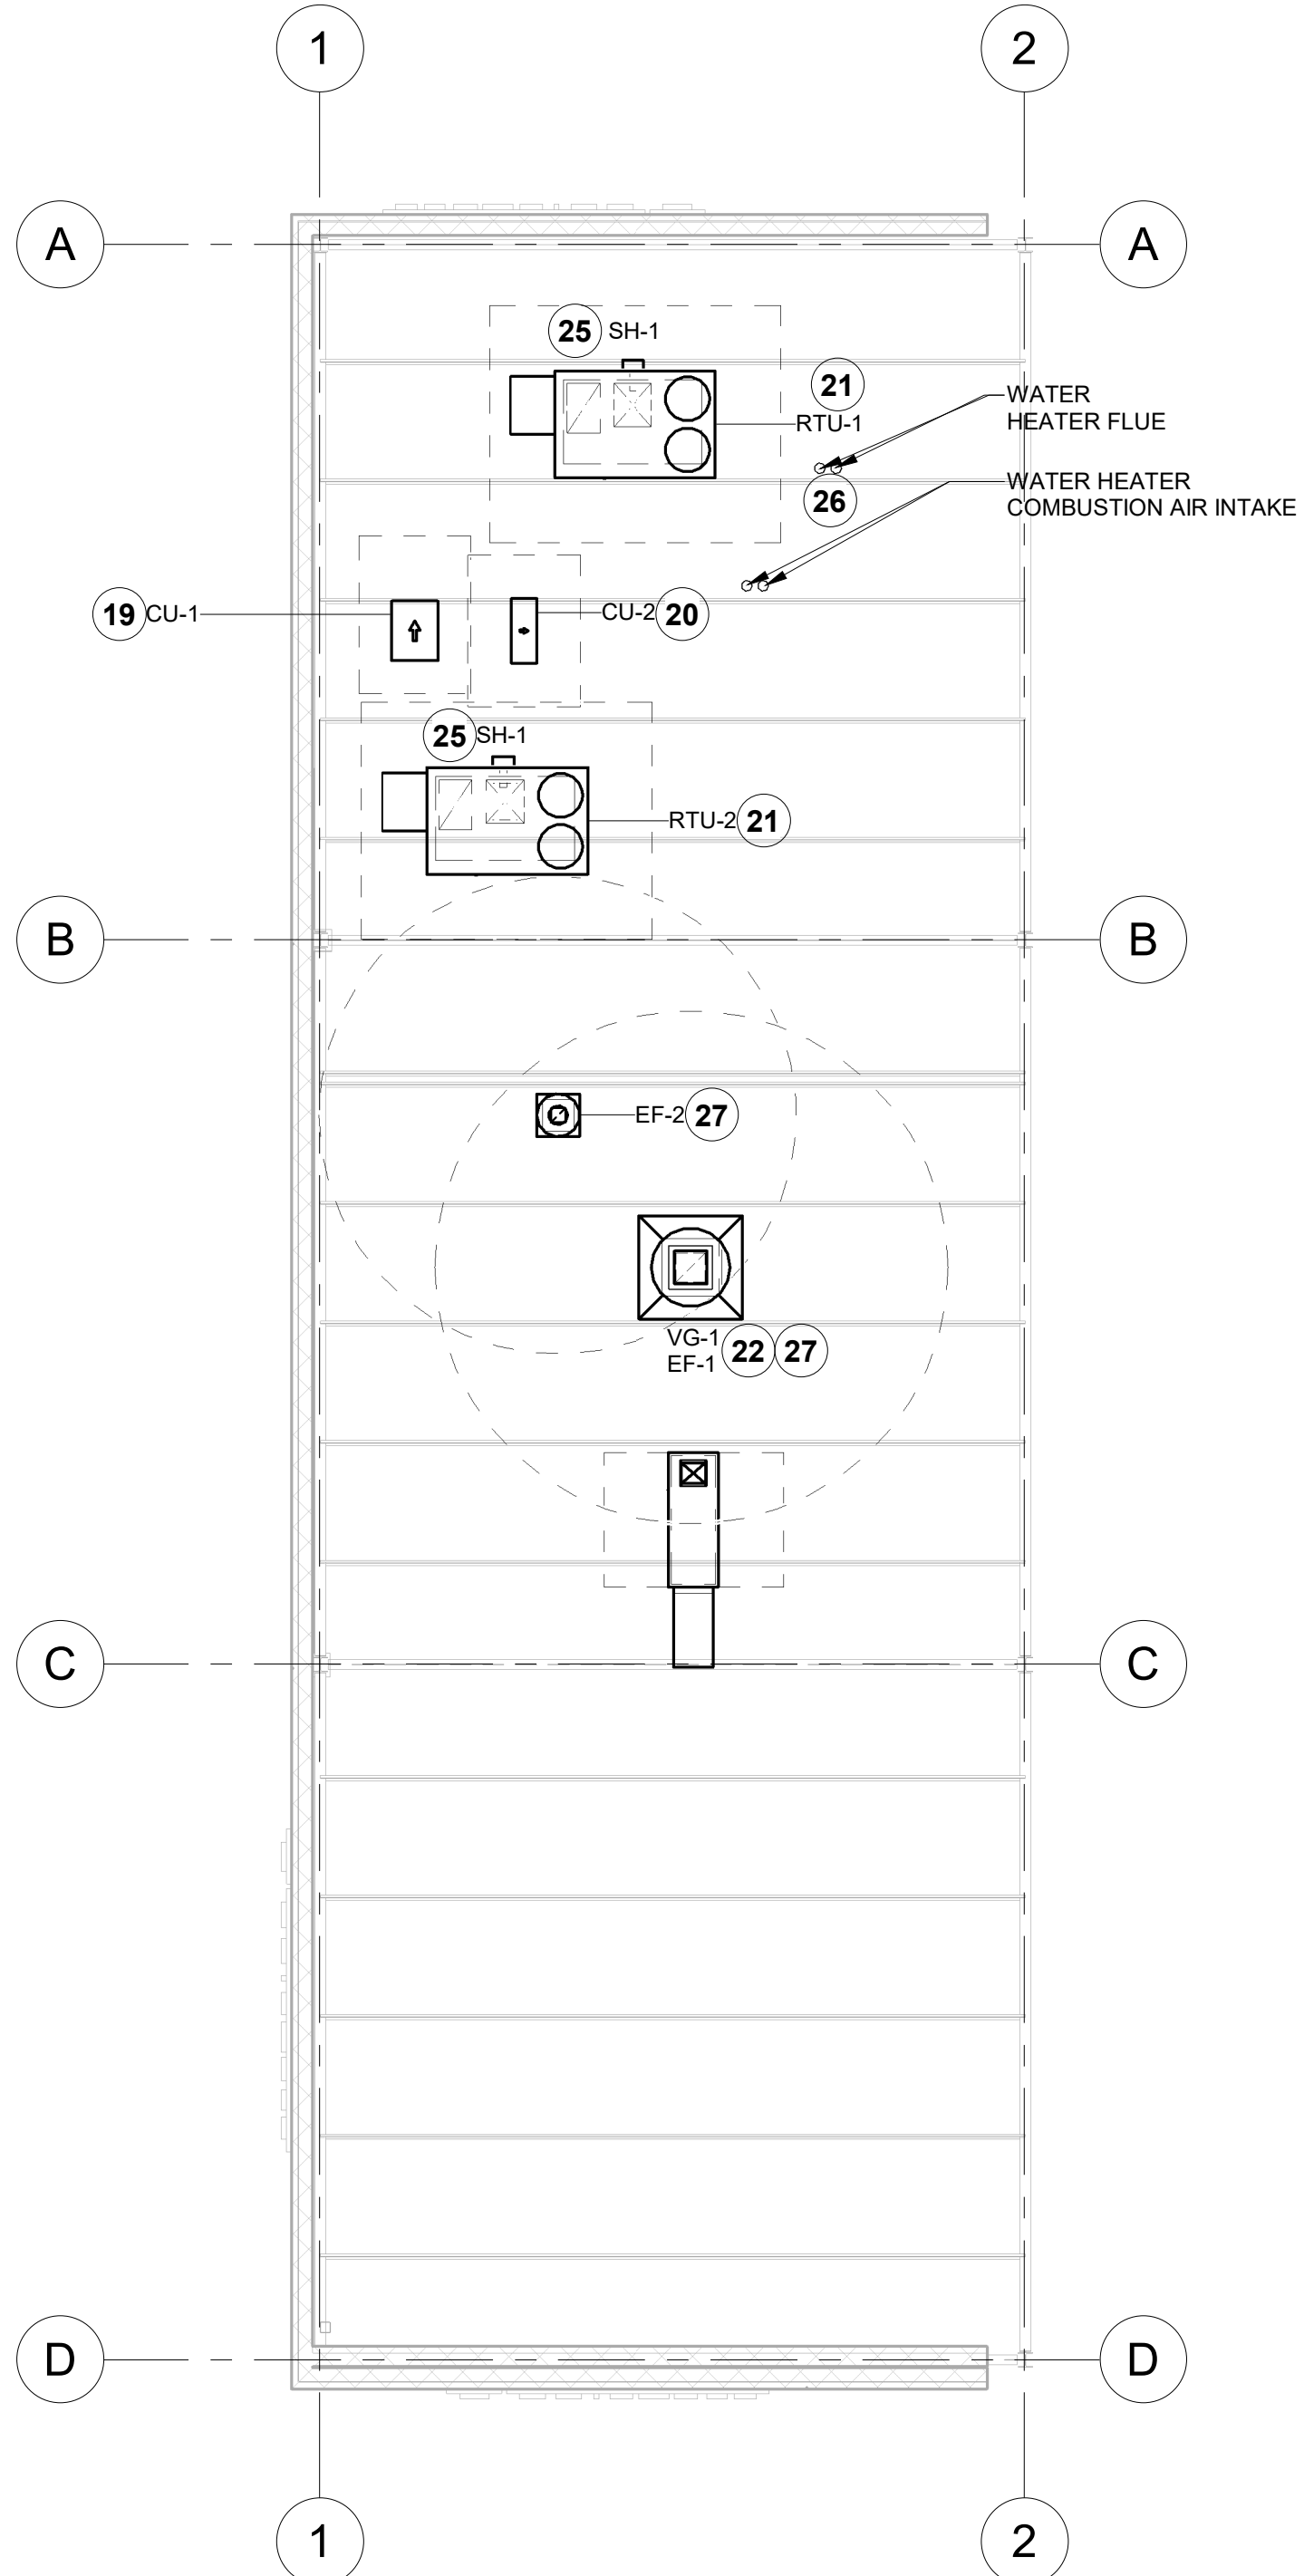 1 2
A A
25 SH-1
21
RTU-1
WATER
HEATER FLUE
26
WATER HEATER
COMBUSTION AIR INTAKE
19 CU-1
CU-2 20
25 SH-1
RTU-2 21
B B
EF-2 27
VG-1
EF-1 22 27
C C
D D
1 2